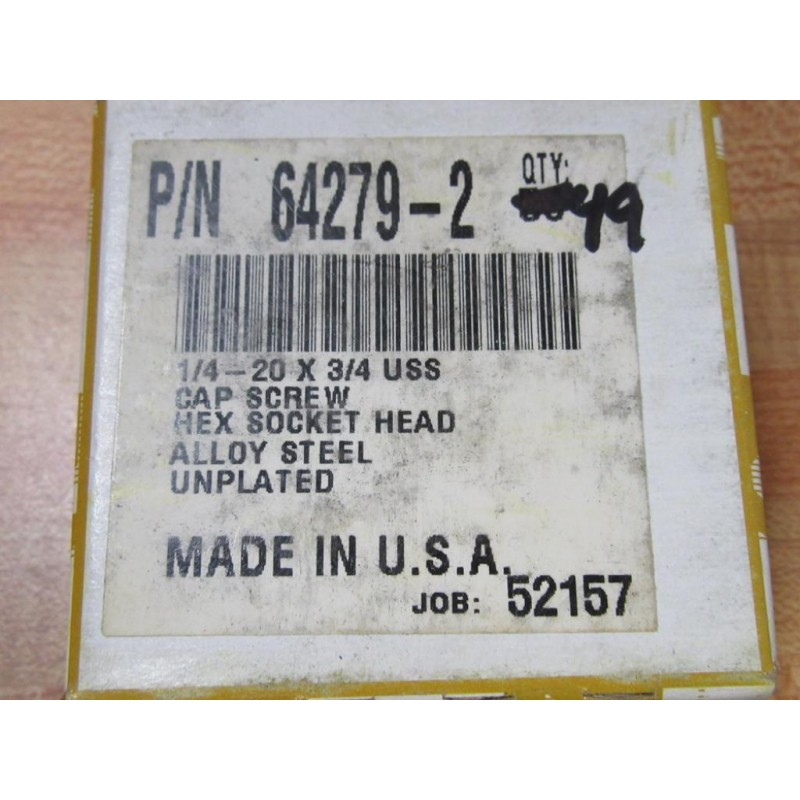 P/N 64279-2 QTY:
49
1/4-20 X 3/4 USS
CAP SCREW
HEX SOCKET HEAD
ALLOY STEEL
UNPLATED
MADE IN U.S.A.
JOB: 52157